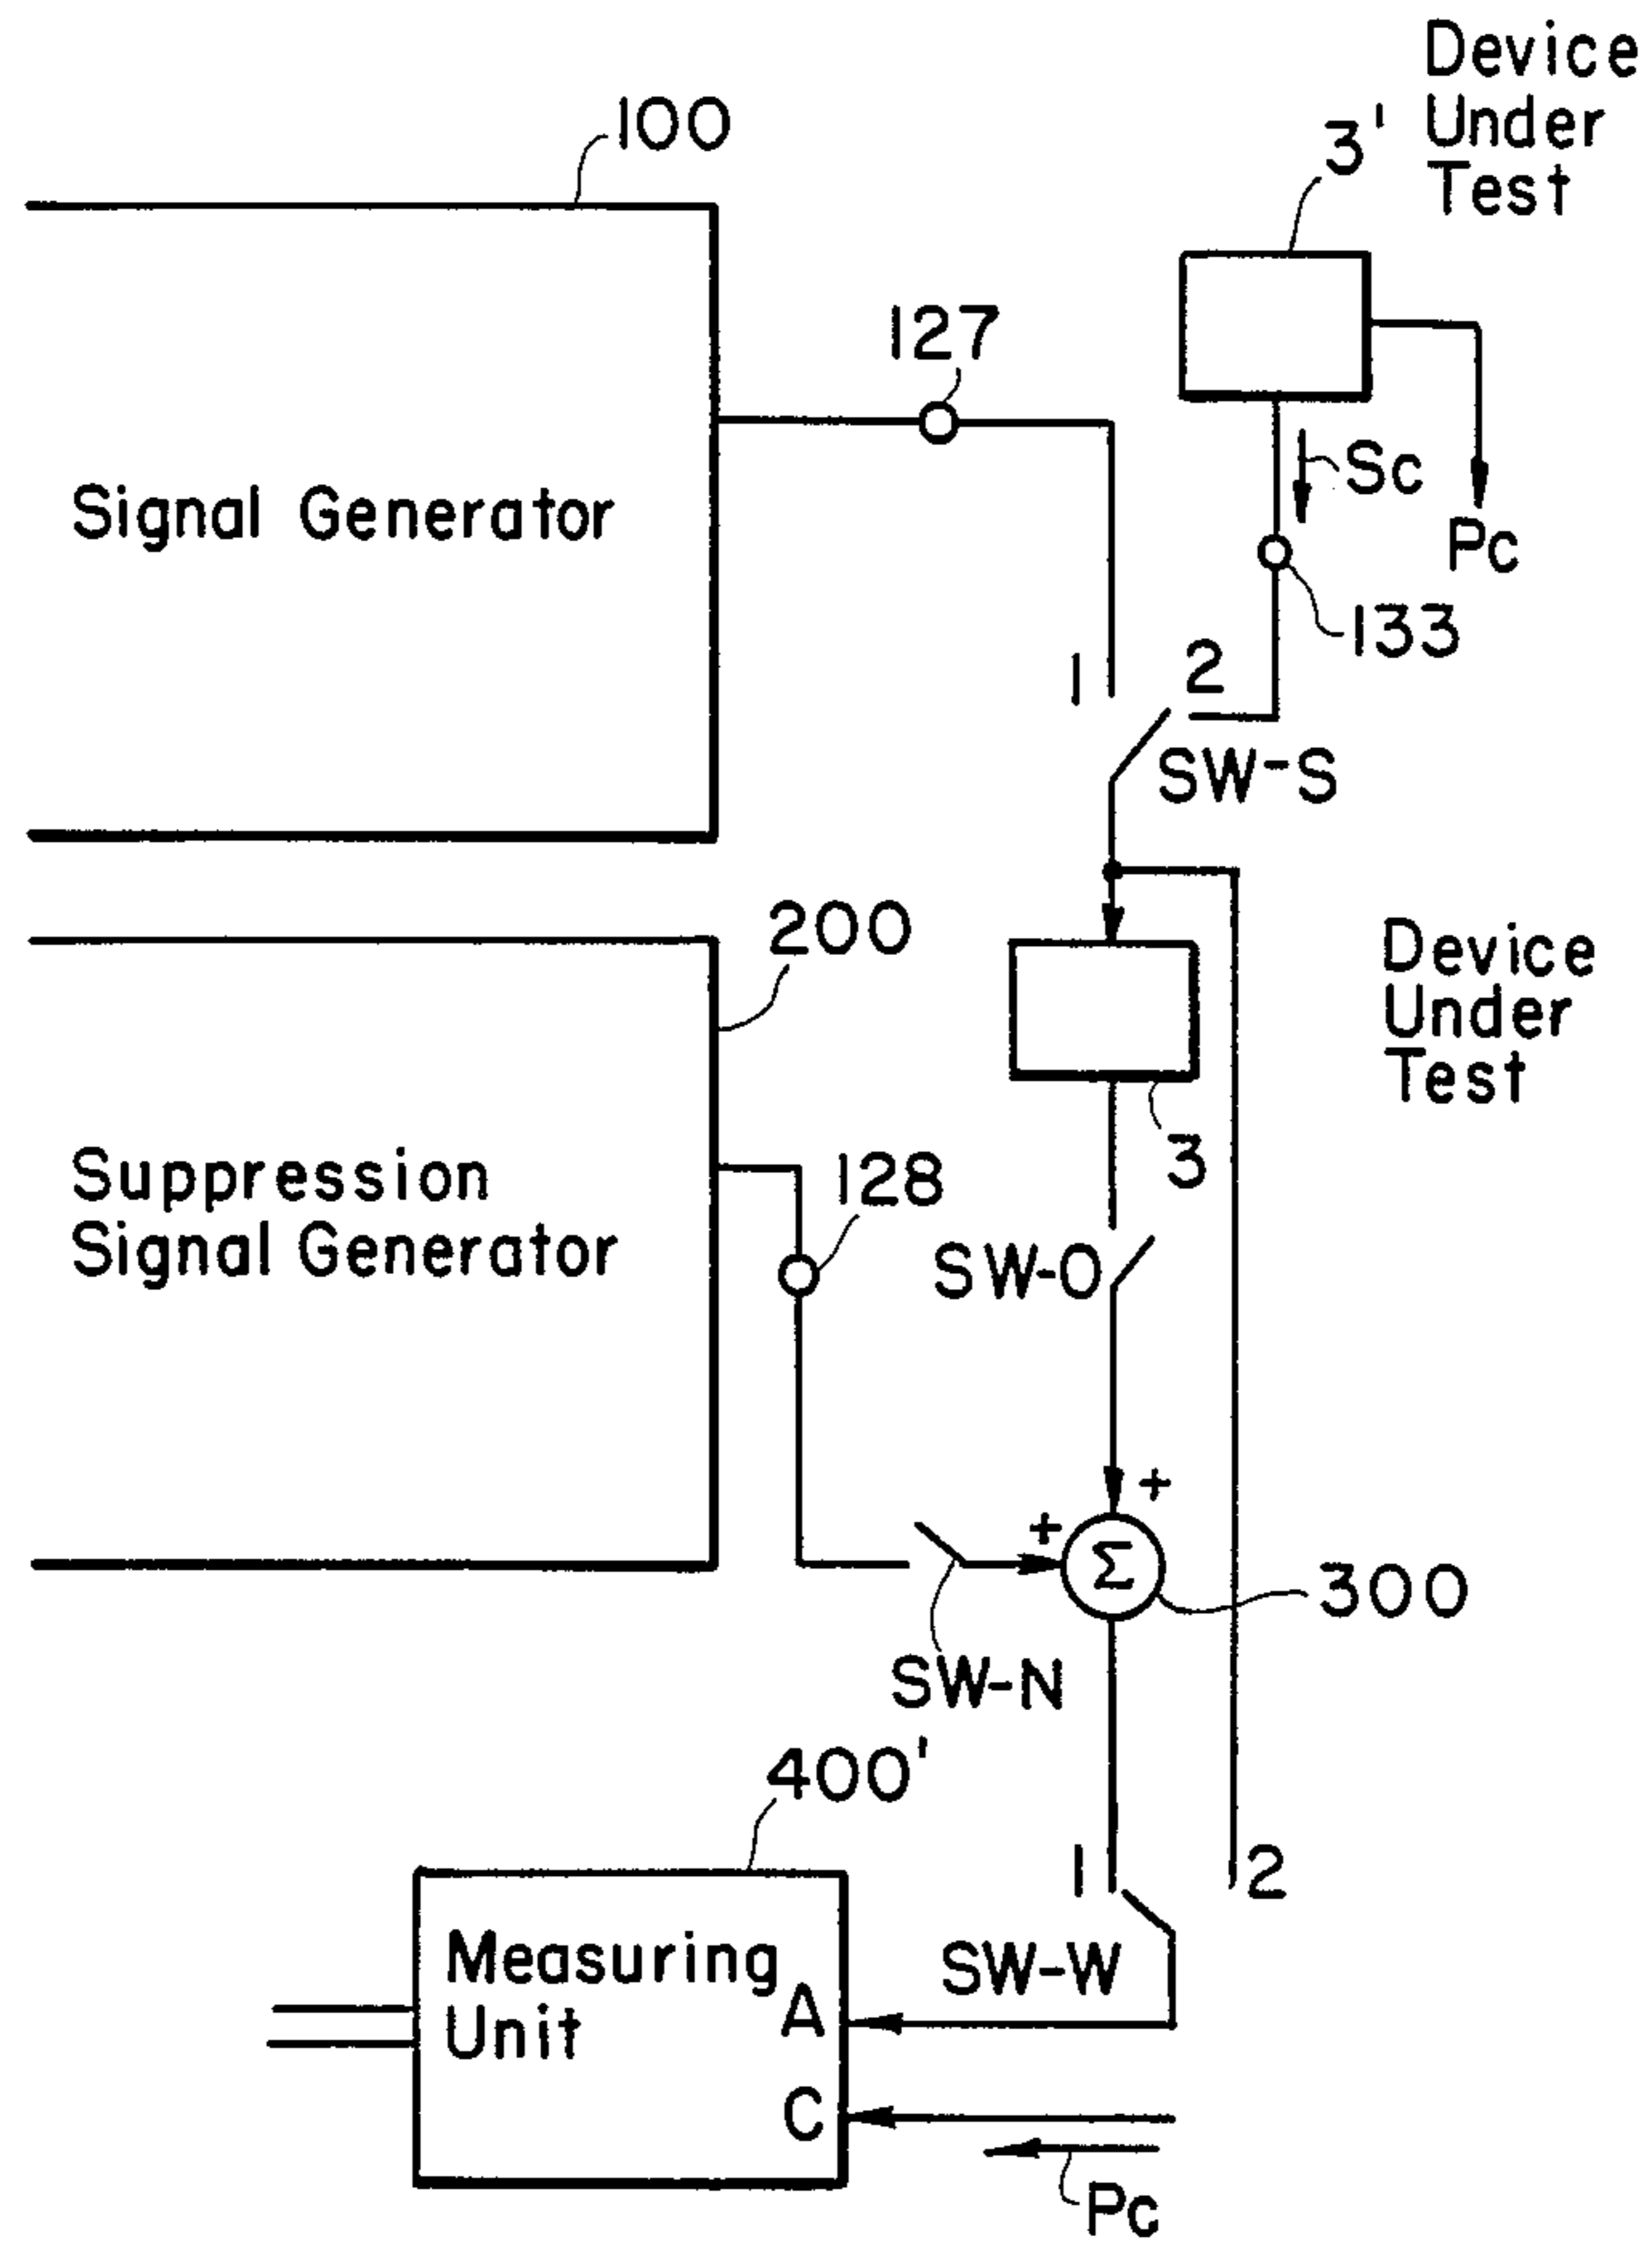 Device
Under
Test
100
3'
127
Signal Generator
Sc
Pc
133
1
2
SW-S
200
Device
Under
Test
3
Suppression
Signal Generator
128
SW-O
+
+
Σ
300
SW-N
400'
1
2
Measuring
Unit
A
SW-W
C
Pc